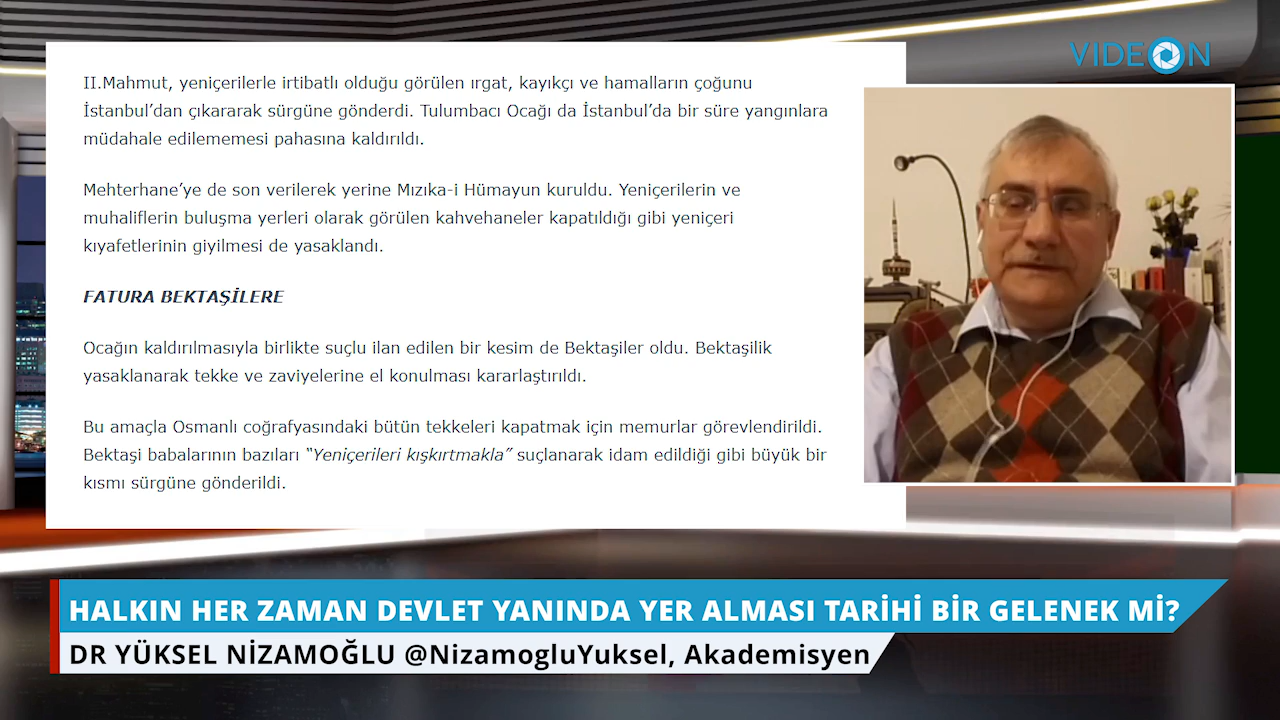 VIDEON
II.Mahmut, yeniçerilerle irtibatlı olduğu görülen ırgat, kayıkçı ve hamalların çoğunu
İstanbul’dan çıkararak sürgüne gönderdi. Tulumbacı Ocağı da İstanbul’da bir süre yangınlara
müdahale edilememesi pahasına kaldırıldı.
Mehterhane’ye de son verilerek yerine Mızıka-i Hümayun kuruldu. Yeniçerilerin ve
muhaliflerin buluşma yerleri olarak görülen kahvehaneler kapatıldığı gibi yeniçeri
kıyafetlerinin giyilmesi de yasaklandı.
FATURA BEKTAŞİLERE
Ocağın kaldırılmasıyla birlikte suçlu ilan edilen bir kesim de Bektaşiler oldu. Bektaşilik
yasaklanarak tekke ve zaviyelerine el konulması kararlaştırıldı.
Bu amaçla Osmanlı coğrafyasındaki bütün tekkeleri kapatmak için memurlar görevlendirildi.
Bektaşi babalarının bazıları “Yeniçerileri kışkırtmakla” suçlanarak idam edildiği gibi büyük bir
kısmı sürgüne gönderildi.
HALKIN HER ZAMAN DEVLET YANINDA YER ALMASI TARİHİ BİR GELENEK Mİ?
DR YÜKSEL NİZAMOĞLU @NizamogluYuksel, Akademisyen